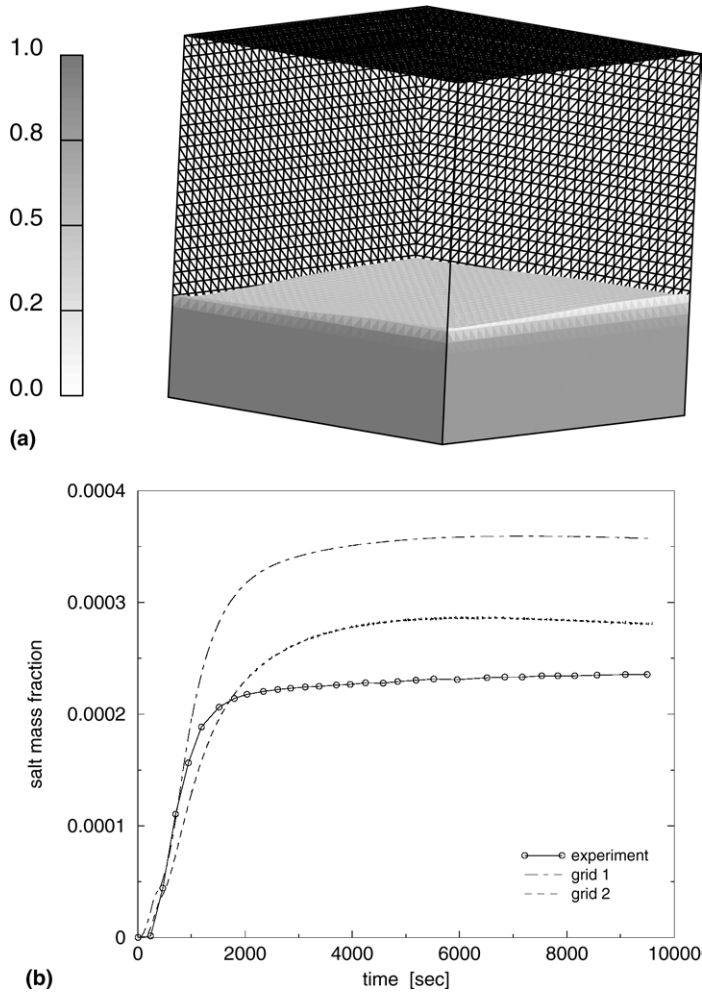 1.0
0.8
0.5
0.2
0.0
(a)
0.0004
0.0003
0.0002
0.0001
0
salt mass fraction
experiment
grid 1
grid 2
0 2000 4000 6000 8000 10000
time [sec]
(b)